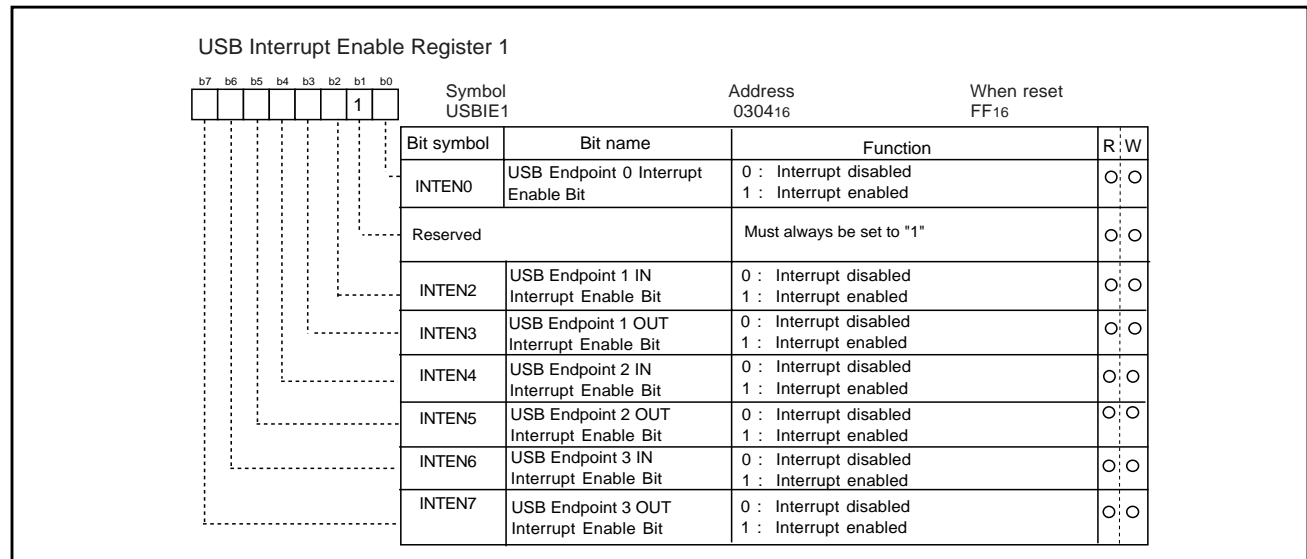 USB Interrupt Enable Register 1
b7 b6 b5 b4 b3 b2 b1 b0
1
Symbol Address When reset
USBIE1 030416 FF16
Bit symbol Bit name Function R W
INTEN0 USB Endpoint 0 Interrupt Enable Bit 0 : Interrupt disabled
1 : Interrupt enabled
Reserved Must always be set to "1"
INTEN2 USB Endpoint 1 IN Interrupt Enable Bit 0 : Interrupt disabled
1 : Interrupt enabled
INTEN3 USB Endpoint 1 OUT Interrupt Enable Bit 0 : Interrupt disabled
1 : Interrupt enabled
INTEN4 USB Endpoint 2 IN Interrupt Enable Bit 0 : Interrupt disabled
1 : Interrupt enabled
INTEN5 USB Endpoint 2 OUT Interrupt Enable Bit 0 : Interrupt disabled
1 : Interrupt enabled
INTEN6 USB Endpoint 3 IN Interrupt Enable Bit 0 : Interrupt disabled
1 : Interrupt enabled
INTEN7 USB Endpoint 3 OUT Interrupt Enable Bit 0 : Interrupt disabled
1 : Interrupt enabled